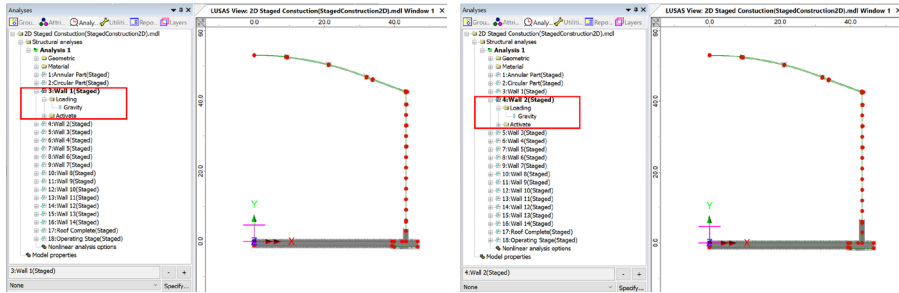 Analyses
Grou... Attri... Analy... Utiliti... Repo... Layers
2D Staged Constuction(StagedConstruction2D).mdl
Structural analyses
Analysis 1
Geometric
Material
1:Annular Part(Staged)
2:Circular Part(Staged)
3:Wall 1(Staged)
Loading
Gravity
Activate
4:Wall 2(Staged)
5:Wall 3(Staged)
6:Wall 4(Staged)
7:Wall 5(Staged)
8:Wall 6(Staged)
9:Wall 7(Staged)
10:Wall 8(Staged)
11:Wall 9(Staged)
12:Wall 10(Staged)
13:Wall 11(Staged)
14:Wall 12(Staged)
15:Wall 13(Staged)
16:Wall 14(Staged)
17:Roof Complete(Staged)
18:Operating Stage(Staged)
Nonlinear analysis options
Model properties
3:Wall 1(Staged)
- +
None
Specify...
LUSAS View: 2D Staged Constuction(StagedConstruction2D).mdl Window 1 X
0.0 20.0 40.0
60
40.0
20.0
0.0
Y
X
Analyses
Grou... Attri... Analy... Utiliti... Repo... Layers
2D Staged Constuction(StagedConstruction2D).mdl
Structural analyses
Analysis 1
Geometric
Material
1:Annular Part(Staged)
2:Circular Part(Staged)
3:Wall 1(Staged)
4:Wall 2(Staged)
Loading
Gravity
Activate
5:Wall 3(Staged)
6:Wall 4(Staged)
7:Wall 5(Staged)
8:Wall 6(Staged)
9:Wall 7(Staged)
10:Wall 8(Staged)
11:Wall 9(Staged)
12:Wall 10(Staged)
13:Wall 11(Staged)
14:Wall 12(Staged)
15:Wall 13(Staged)
16:Wall 14(Staged)
17:Roof Complete(Staged)
18:Operating Stage(Staged)
Nonlinear analysis options
Model properties
4:Wall 2(Staged)
- +
None
Specify...
LUSAS View: 2D Staged Constuction(StagedConstruction2D).mdl Window 1 X
0.0 20.0 40.0
60
40.0
20.0
0.0
Y
X